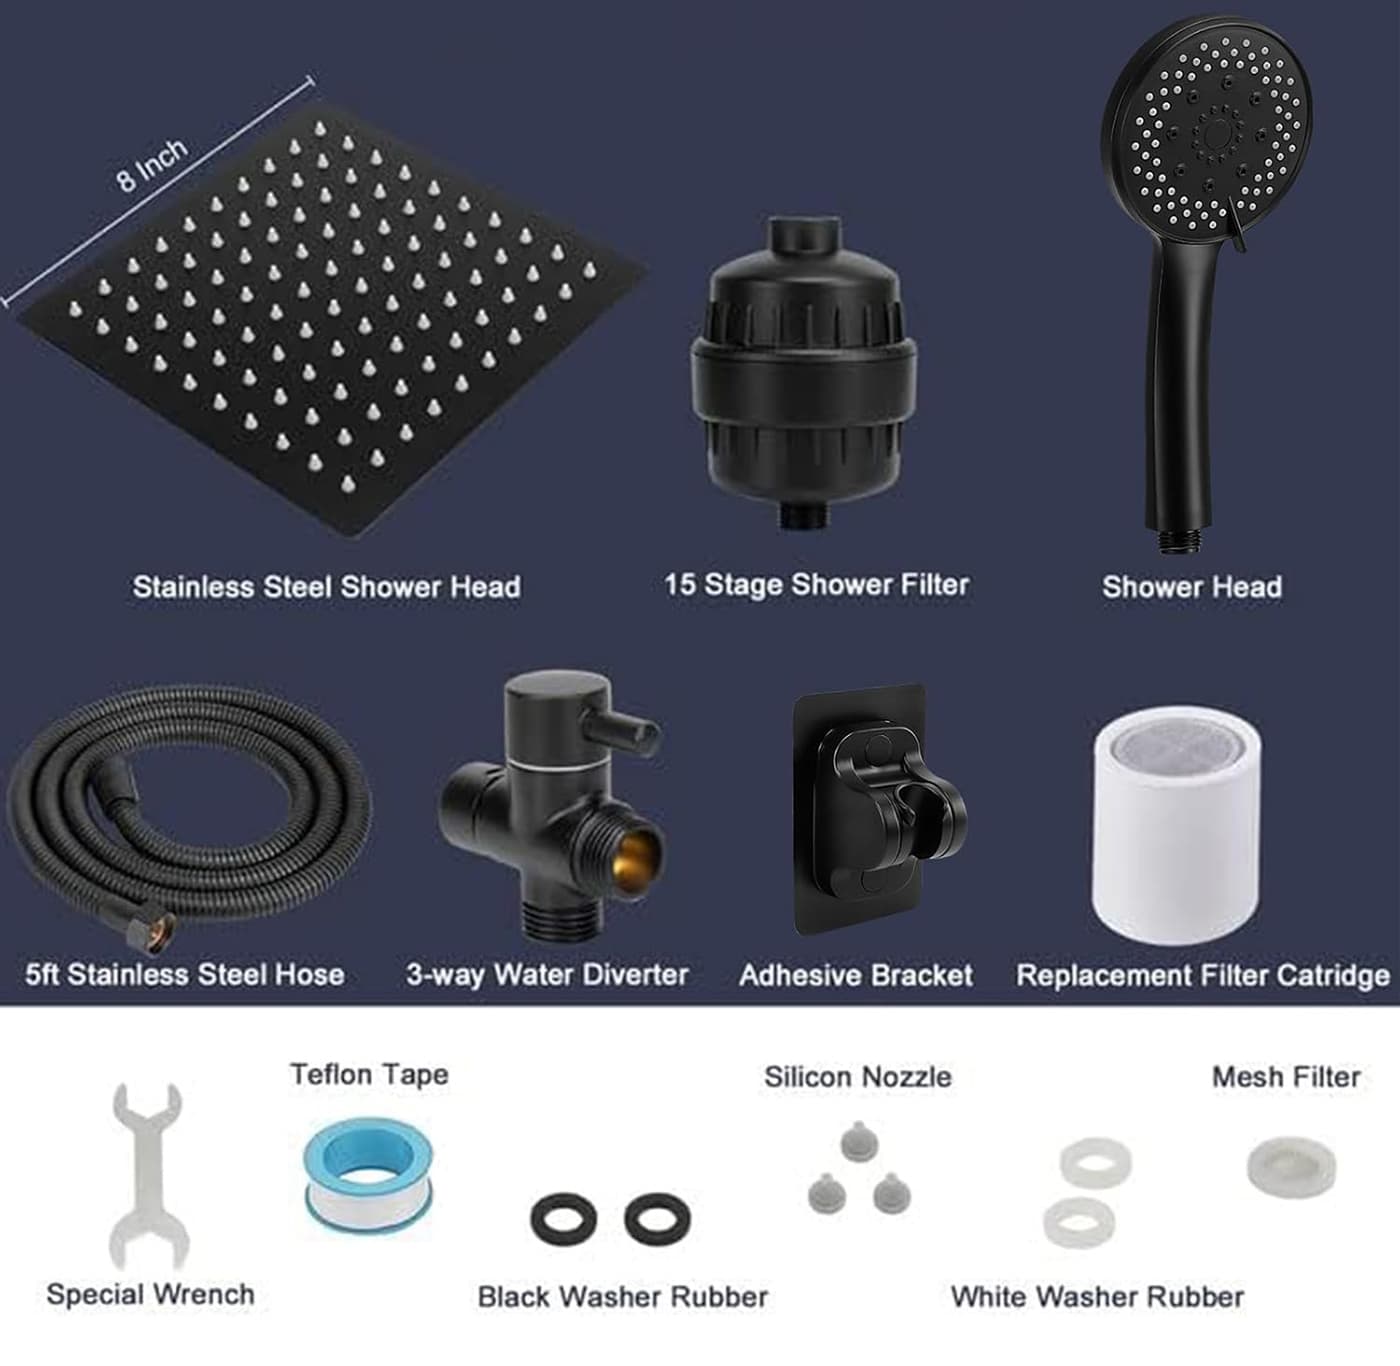 8 Inch
Stainless Steel Shower Head
15 Stage Shower Filter
Shower Head
5ft Stainless Steel Hose
3-way Water Diverter
Adhesive Bracket
Replacement Filter Catridge
Teflon Tape
Silicon Nozzle
Mesh Filter
Special Wrench
Black Washer Rubber
White Washer Rubber